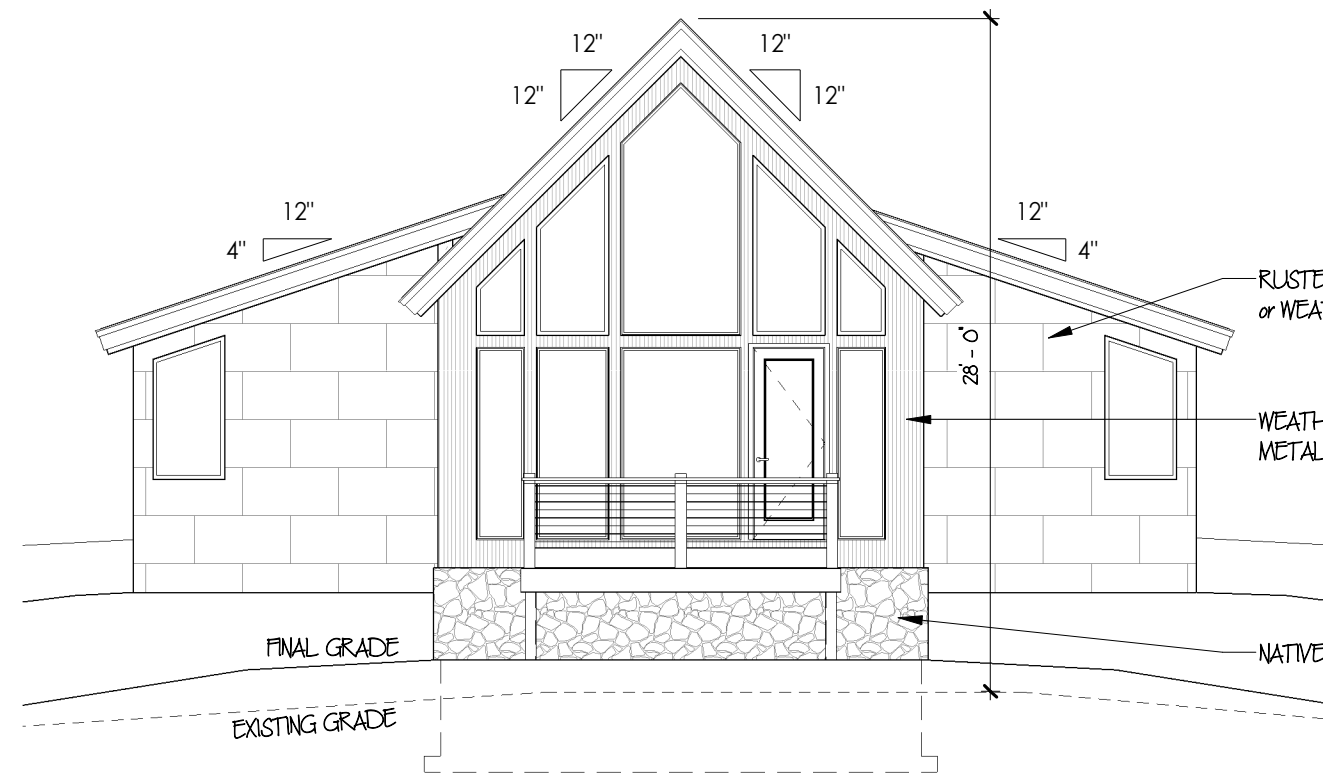 12"
12"
12"
12"
12"
4"
12"
4"
RUSTE
or WEA
28' - 0"
WEATH
METAL
NATIVE
FINAL GRADE
EXISTING GRADE